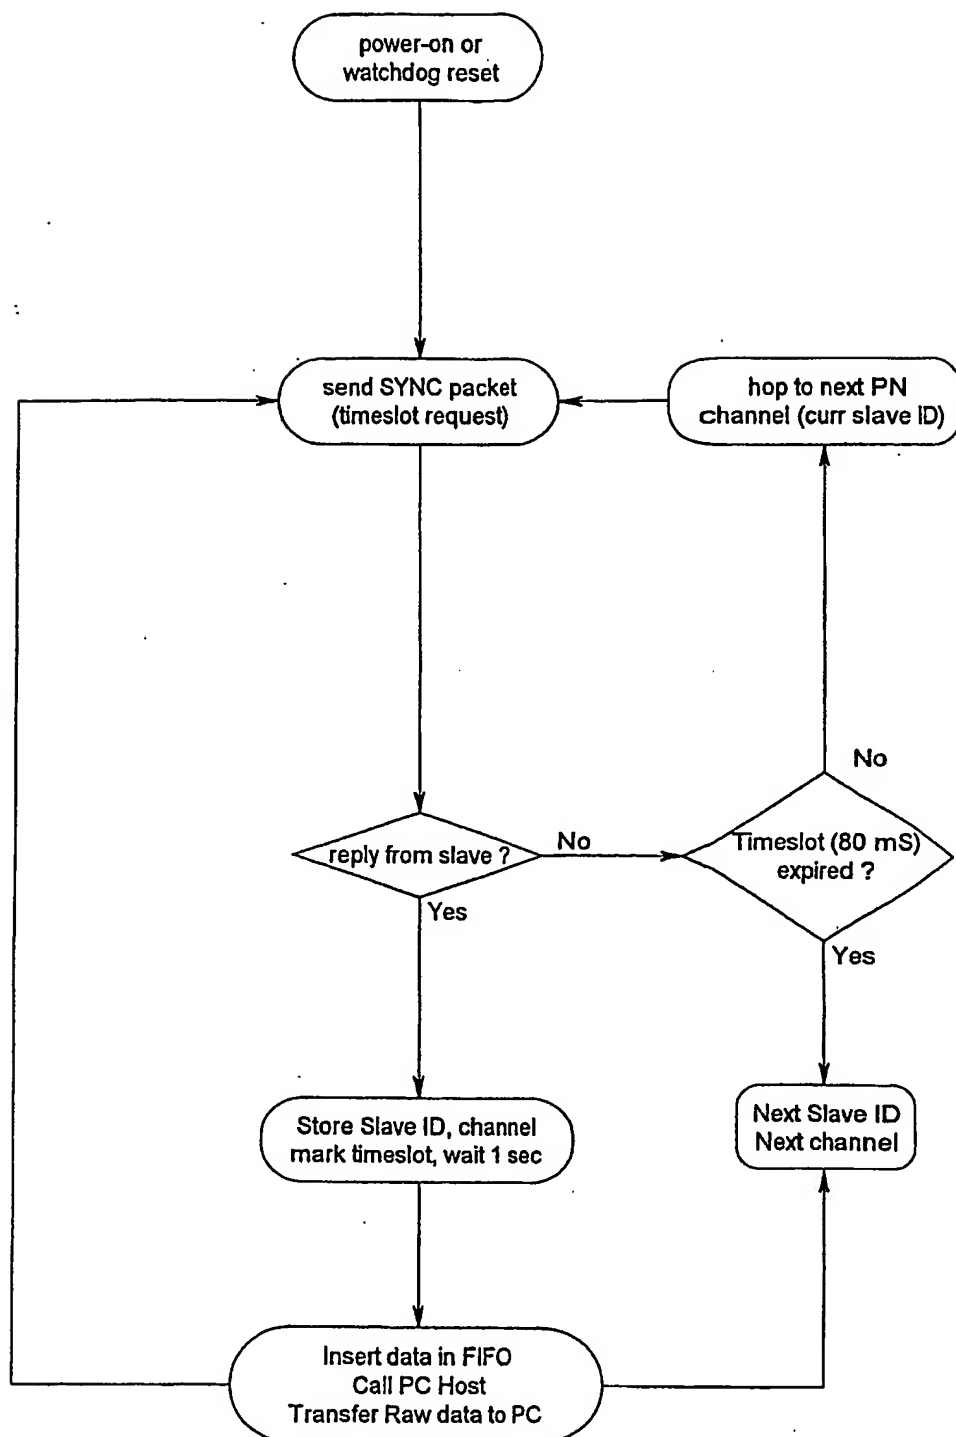 power-on or
watchdog reset
send SYNC packet
(timeslot request)
hop to next PN
channel (curr slave ID)
No
reply from slave ?
No
Timeslot (80 mS)
expired ?
Yes
Yes
Store Slave ID, channel
mark timeslot, wait 1 sec
Next Slave ID
Next channel
Insert data in FIFO
Call PC Host
Transfer Raw data to PC